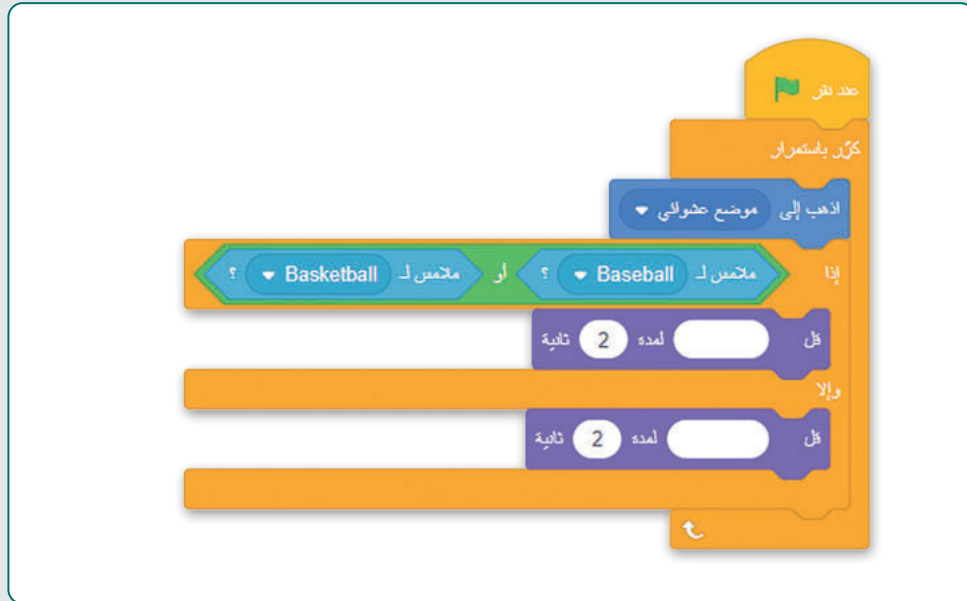 عند نقر
كرّر باستمرار
اذهب إلى موضع عشوائي
إذا ملامس لـ Baseball ؟ أو ملامس لـ Basketball ؟
قل لمدة 2 ثانية
وإلا
قل لمدة 2 ثانية